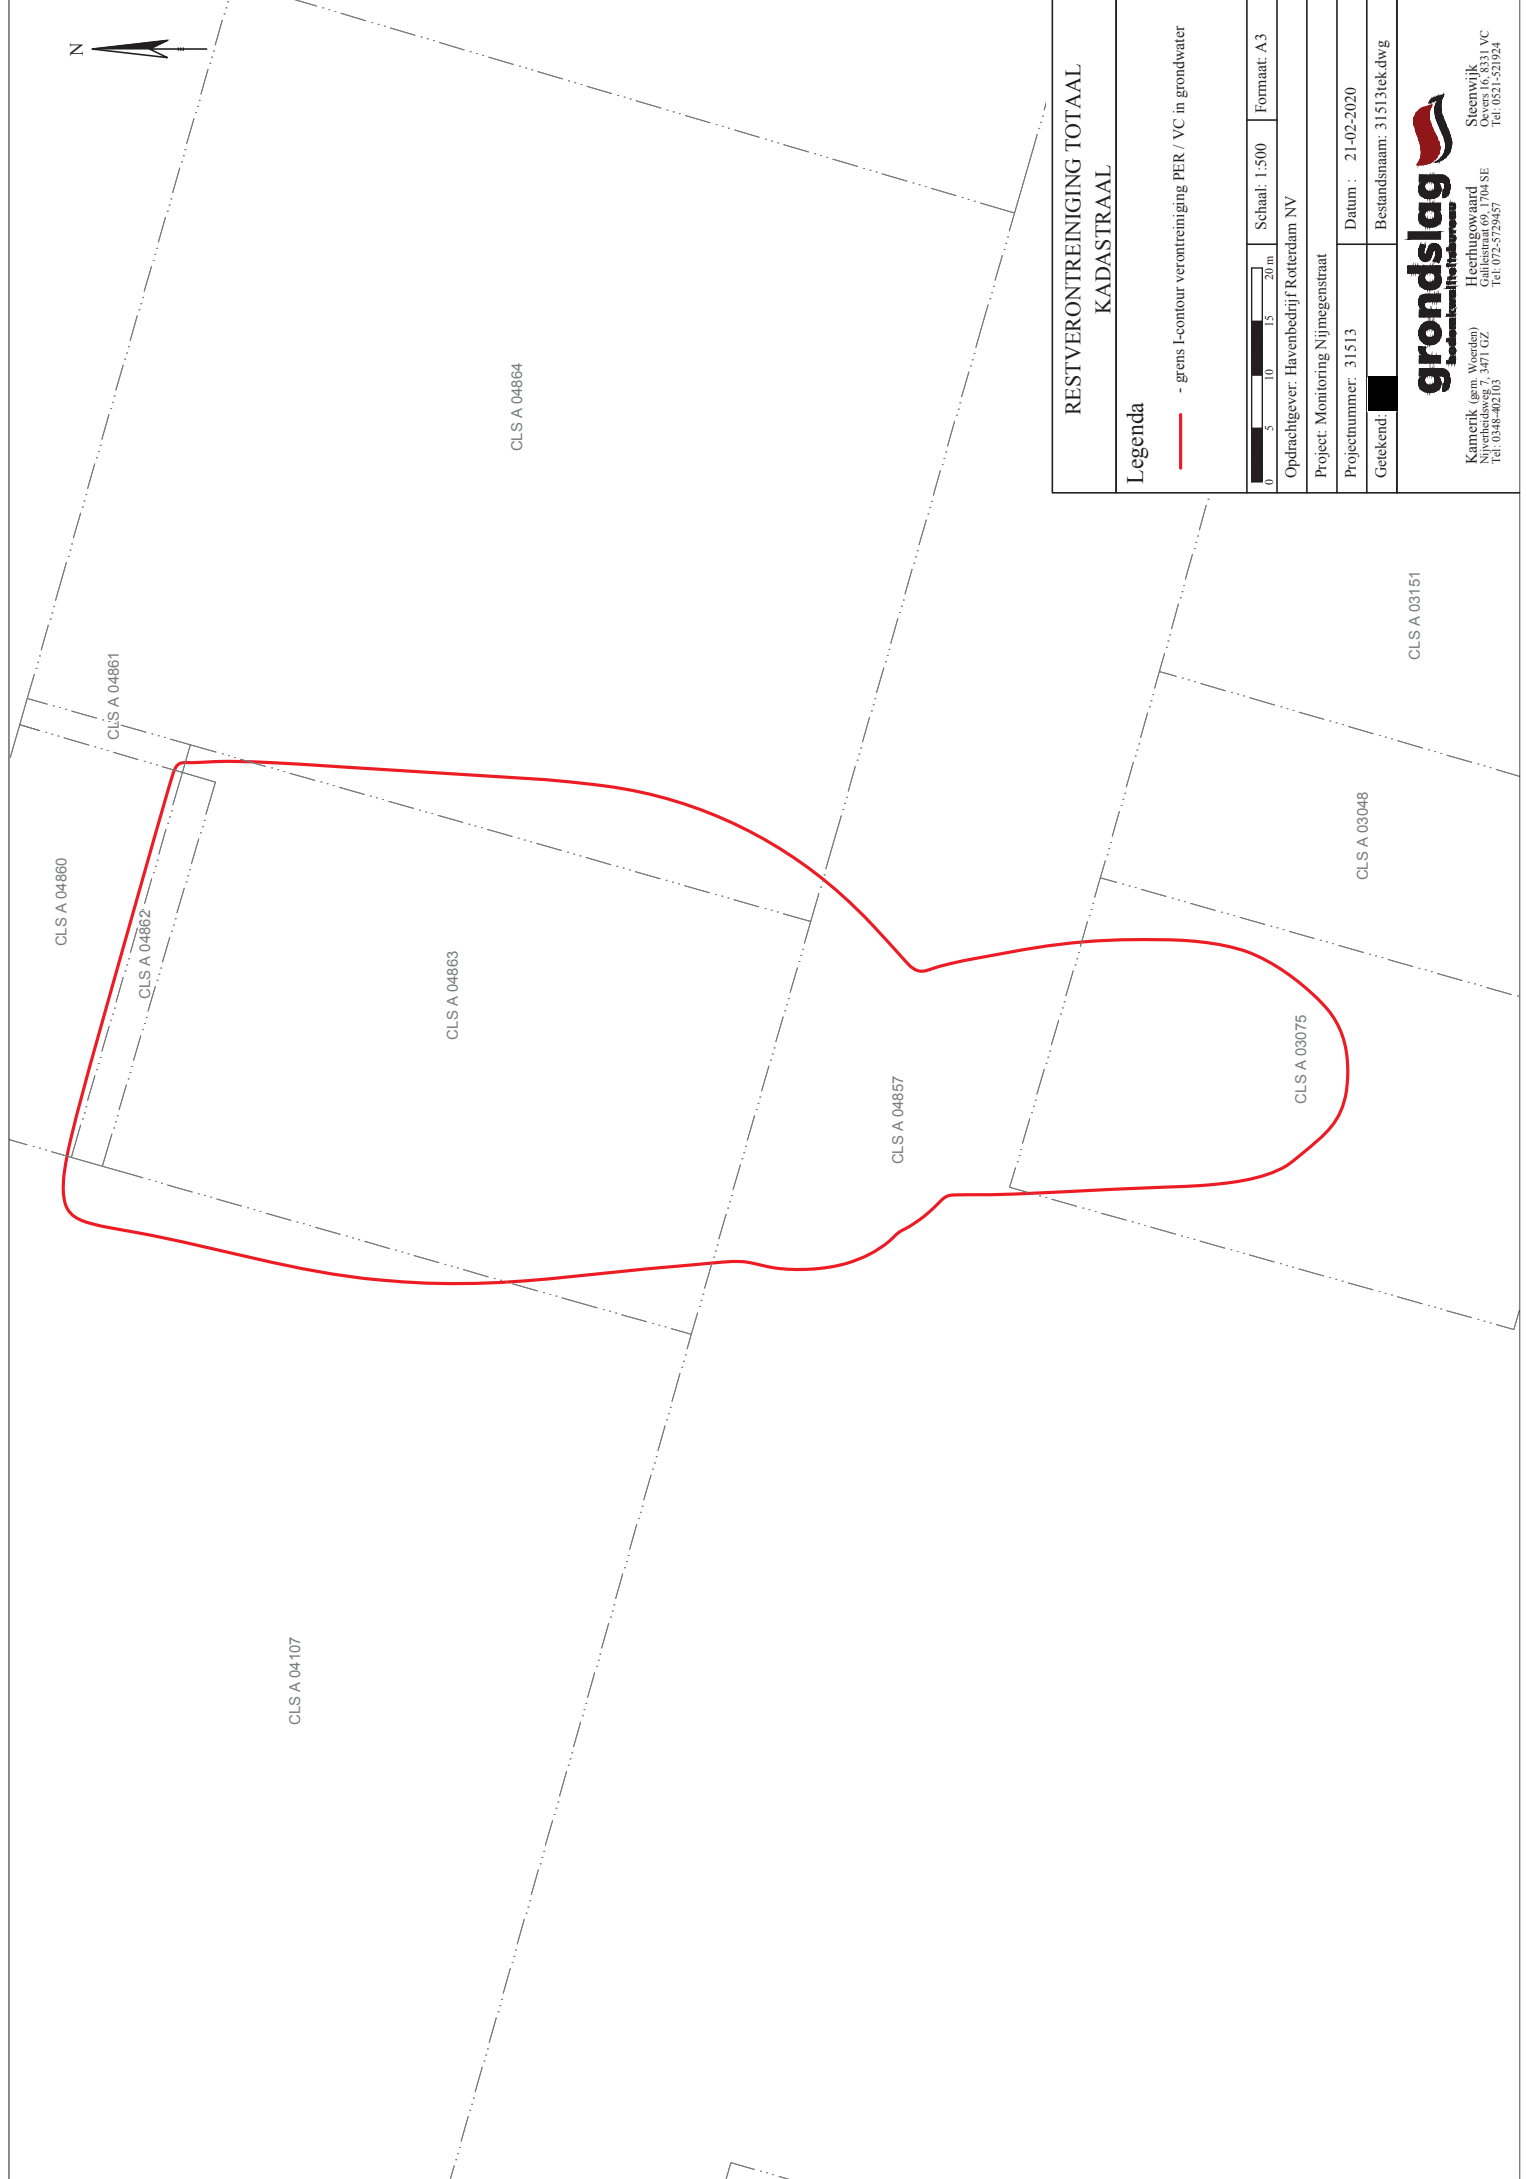 N
CLS A 04860
CLS A 04861
CLS A 04862
CLS A 04863
CLS A 04864
CLS A 04107
CLS A 04857
CLS A 03075
CLS A 03048
CLS A 03151
RESTVERONTREINIGING TOTAAL
KADASTRAAL
Legenda
- grens I-contour verontreiniging PER / VC in grondwater
0 5 10 15 20 m
Schaal: 1:500
Formaat: A3
Opdrachtgever: Havenbedrijf Rotterdam NV
Project: Monitoring Nijmegenstraat
Projectnummer: 31513
Datum : 21-02-2020
Getekend:
Bestandsnaam: 31513tek.dwg
grondslag
bodemkwaliteitsbureau
Kamerik (gem. Woerden)
Nijverheidsweg 7, 3471 GZ
Tel: 0348-402103
Heerhugowaard
Galileïstraat 69, 1704 SE
Tel: 072-5729457
Steenwijk
Oevers 16, 8331 VC
Tel: 0521-521924